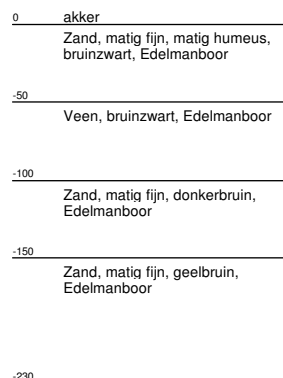 0 akker
Zand, matig fijn, matig humeus,
bruinzwart, Edelmanboor
-50
Veen, bruinzwart, Edelmanboor
-100
Zand, matig fijn, donkerbruin,
Edelmanboor
-150
Zand, matig fijn, geelbruin,
Edelmanboor
-230